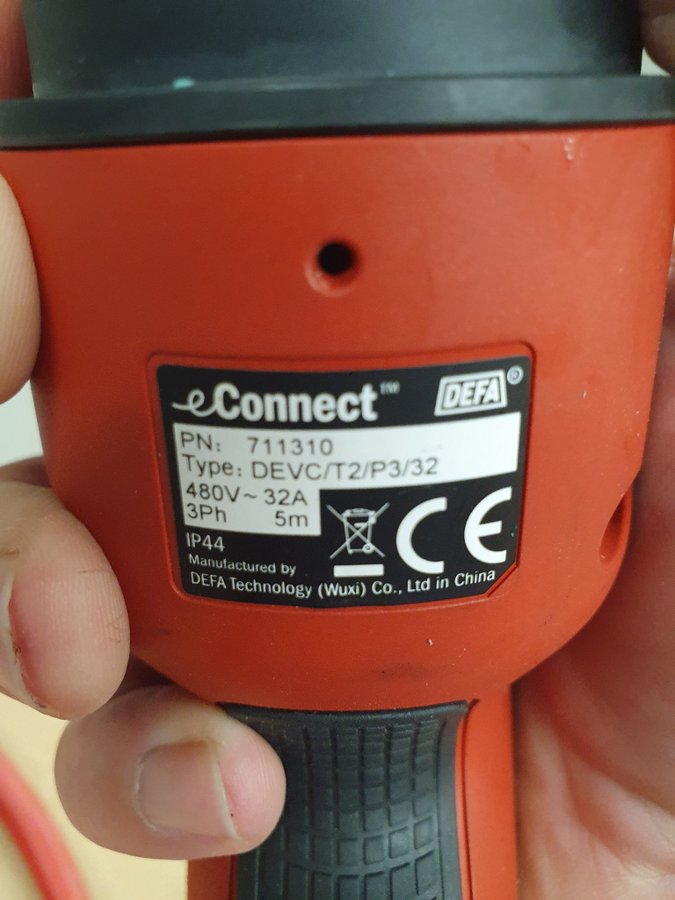 eConnect™ DEFA®
PN: 711310
Type: DEVC/T2/P3/32
480V~ 32A
3Ph 5m
IP44
CE
Manufactured by
DEFA Technology (Wuxi) Co., Ltd in China